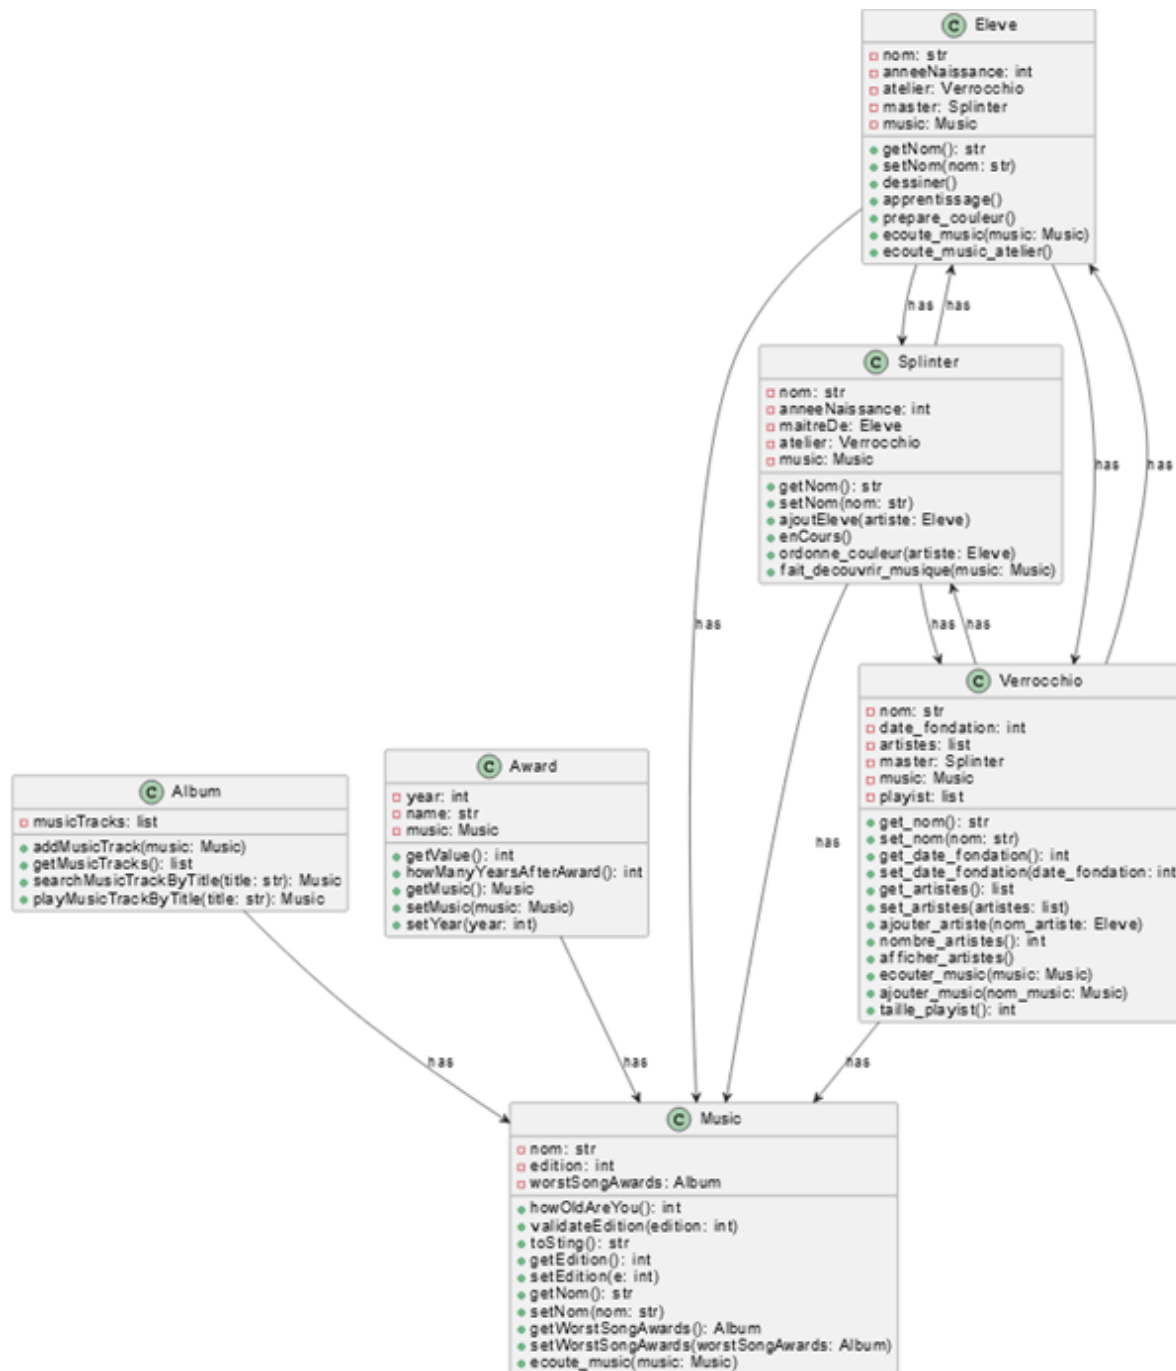 C Eleve
nom: str
anneeNaissance: int
atelier: Verrocchio
master: Splinter
music: Music
getNom(): str
setNom(nom: str)
dessiner()
apprentissage()
prepare_couleur()
ecoute_music(music: Music)
ecoute_music_atelier()
has
has
C Splinter
nom: str
anneeNaissance: int
maitreDe: Eleve
atelier: Verrocchio
music: Music
getNom(): str
setNom(nom: str)
ajoutEleve(artiste: Eleve)
enCours()
ordonne_couleur(artiste: Eleve)
fait_decouvrir_musique(music: Music)
has
has
has
has
has
C Verrocchio
nom: str
date_fondation: int
artistes: list
master: Splinter
music: Music
playist: list
get_nom(): str
set_nom(nom: str)
get_date_fondation(): int
set_date_fondation(date_fondation: int
get_artistes(): list
set_artistes(artistes: list)
ajouter_artiste(nom_artiste: Eleve)
nombre_artistes(): int
afficher_artistes()
ecouter_music(music: Music)
ajouter_music(nom_music: Music)
taille_playist(): int
C Album
musicTracks: list
addMusicTrack(music: Music)
getMusicTracks(): list
searchMusicTrackByTitle(title: str): Music
playMusicTrackByTitle(title: str): Music
C Award
year: int
name: str
music: Music
getValue(): int
howManyYearsAfterAward(): int
getMusic(): Music
setMusic(music: Music)
setYear(year: int)
has
has
has
has
C Music
nom: str
edition: int
worstSongAwards: Album
howOldAreYou(): int
validateEdition(edition: int)
toSting(): str
getEdition(): int
setEdition(e: int)
getNom(): str
setNom(nom: str)
getWorstSongAwards(): Album
setWorstSongAwards(worstSongAwards: Album)
ecoute_music(music: Music)